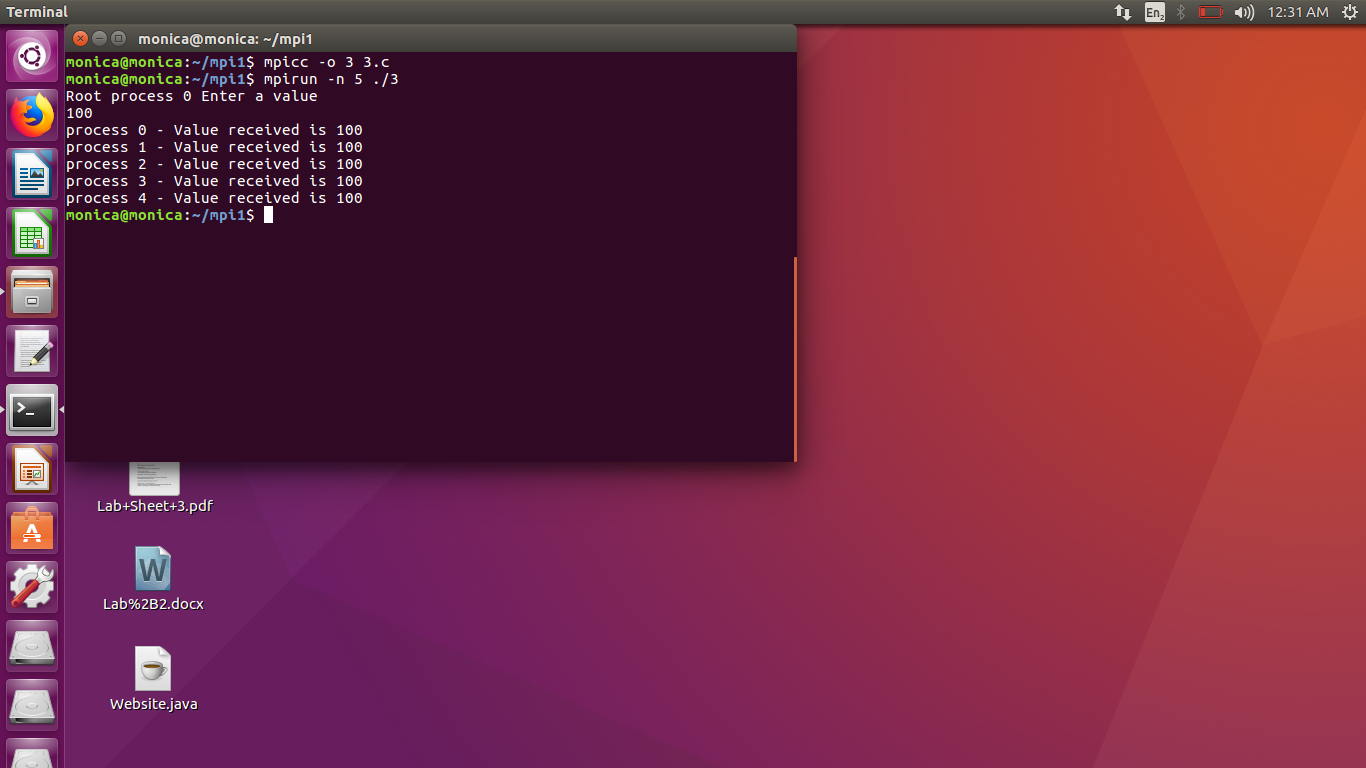 Terminal
En2
12:31 AM
monica@monica: ~/mpi1
monica@monica:~/mpi1$ mpicc -o 3 3.c
monica@monica:~/mpi1$ mpirun -n 5 ./3
Root process 0 Enter a value
100
process 0 - Value received is 100
process 1 - Value received is 100
process 2 - Value received is 100
process 3 - Value received is 100
process 4 - Value received is 100
monica@monica:~/mpi1$
Lab+Sheet+3.pdf
W
Lab%2B2.docx
Website.java